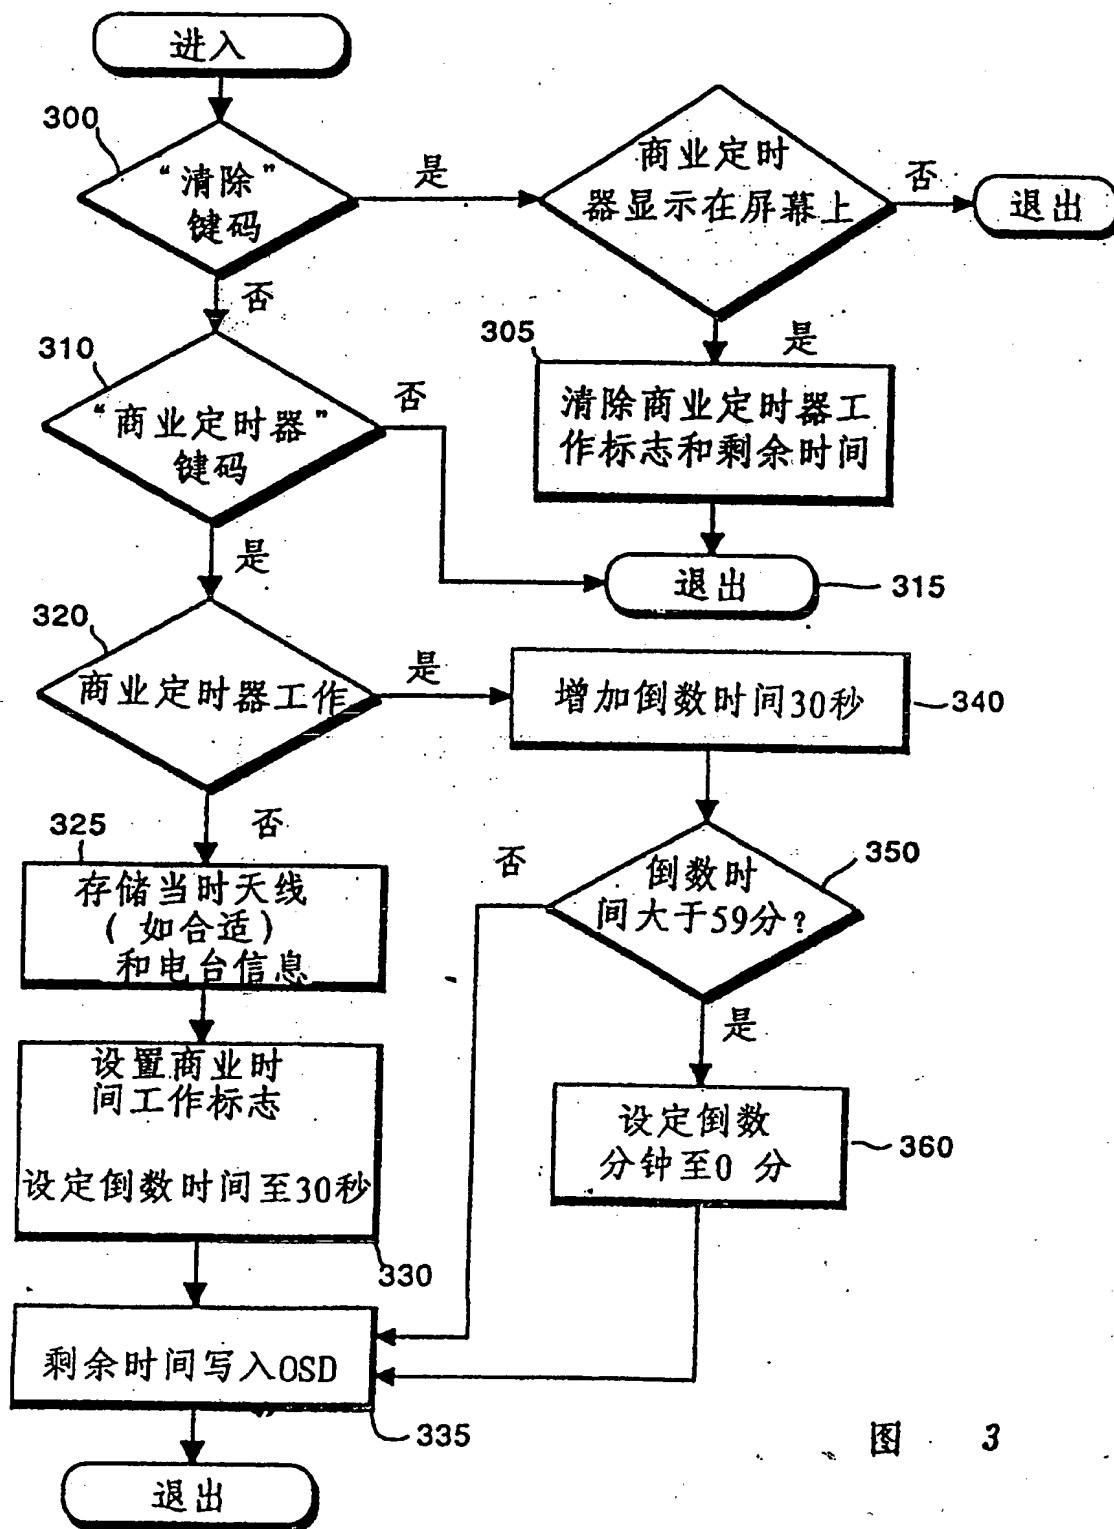 进入
300
“清除”
键码
是
商业定时
器显示在屏幕上
否
退出
否
310
“商业定时器”
键码
否
305
是
清除商业定时器工
作标志和剩余时间
是
退出
315
320
商业定时器工作
是
增加倒数时间30秒
340
否
325
存储当时天线
(如合适)
和电台信息
否
倒数时
间大于59分?
350
是
设置商业时
间工作标志
设定倒数时间至30秒
330
设定倒数
分钟至0 分
360
剩余时间写入OSD
335
退出
图 3